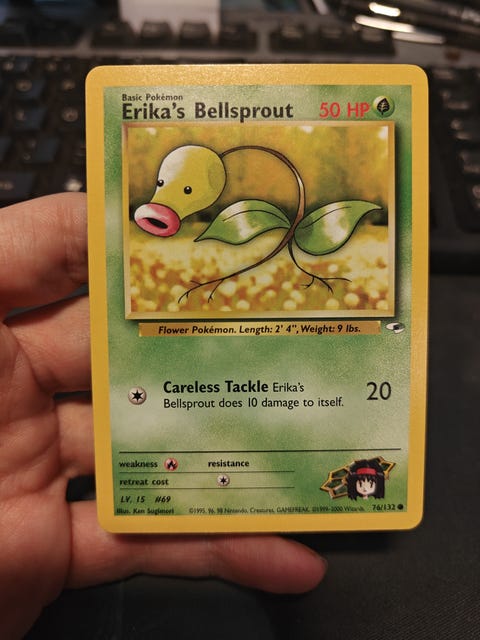 Basic Pokémon
Erika's Bellsprout 50 HP
Flower Pokémon. Length: 2' 4", Weight: 9 lbs.
Careless Tackle Erika's 20
Bellsprout does 10 damage to itself.
weakness resistance
retreat cost
LV. 15 #69
Illus. Ken Sugimori ©1995, 96, 98 Nintendo, Creatures, GAMEFREAK. ©1999-2000 Wizards. 76/132